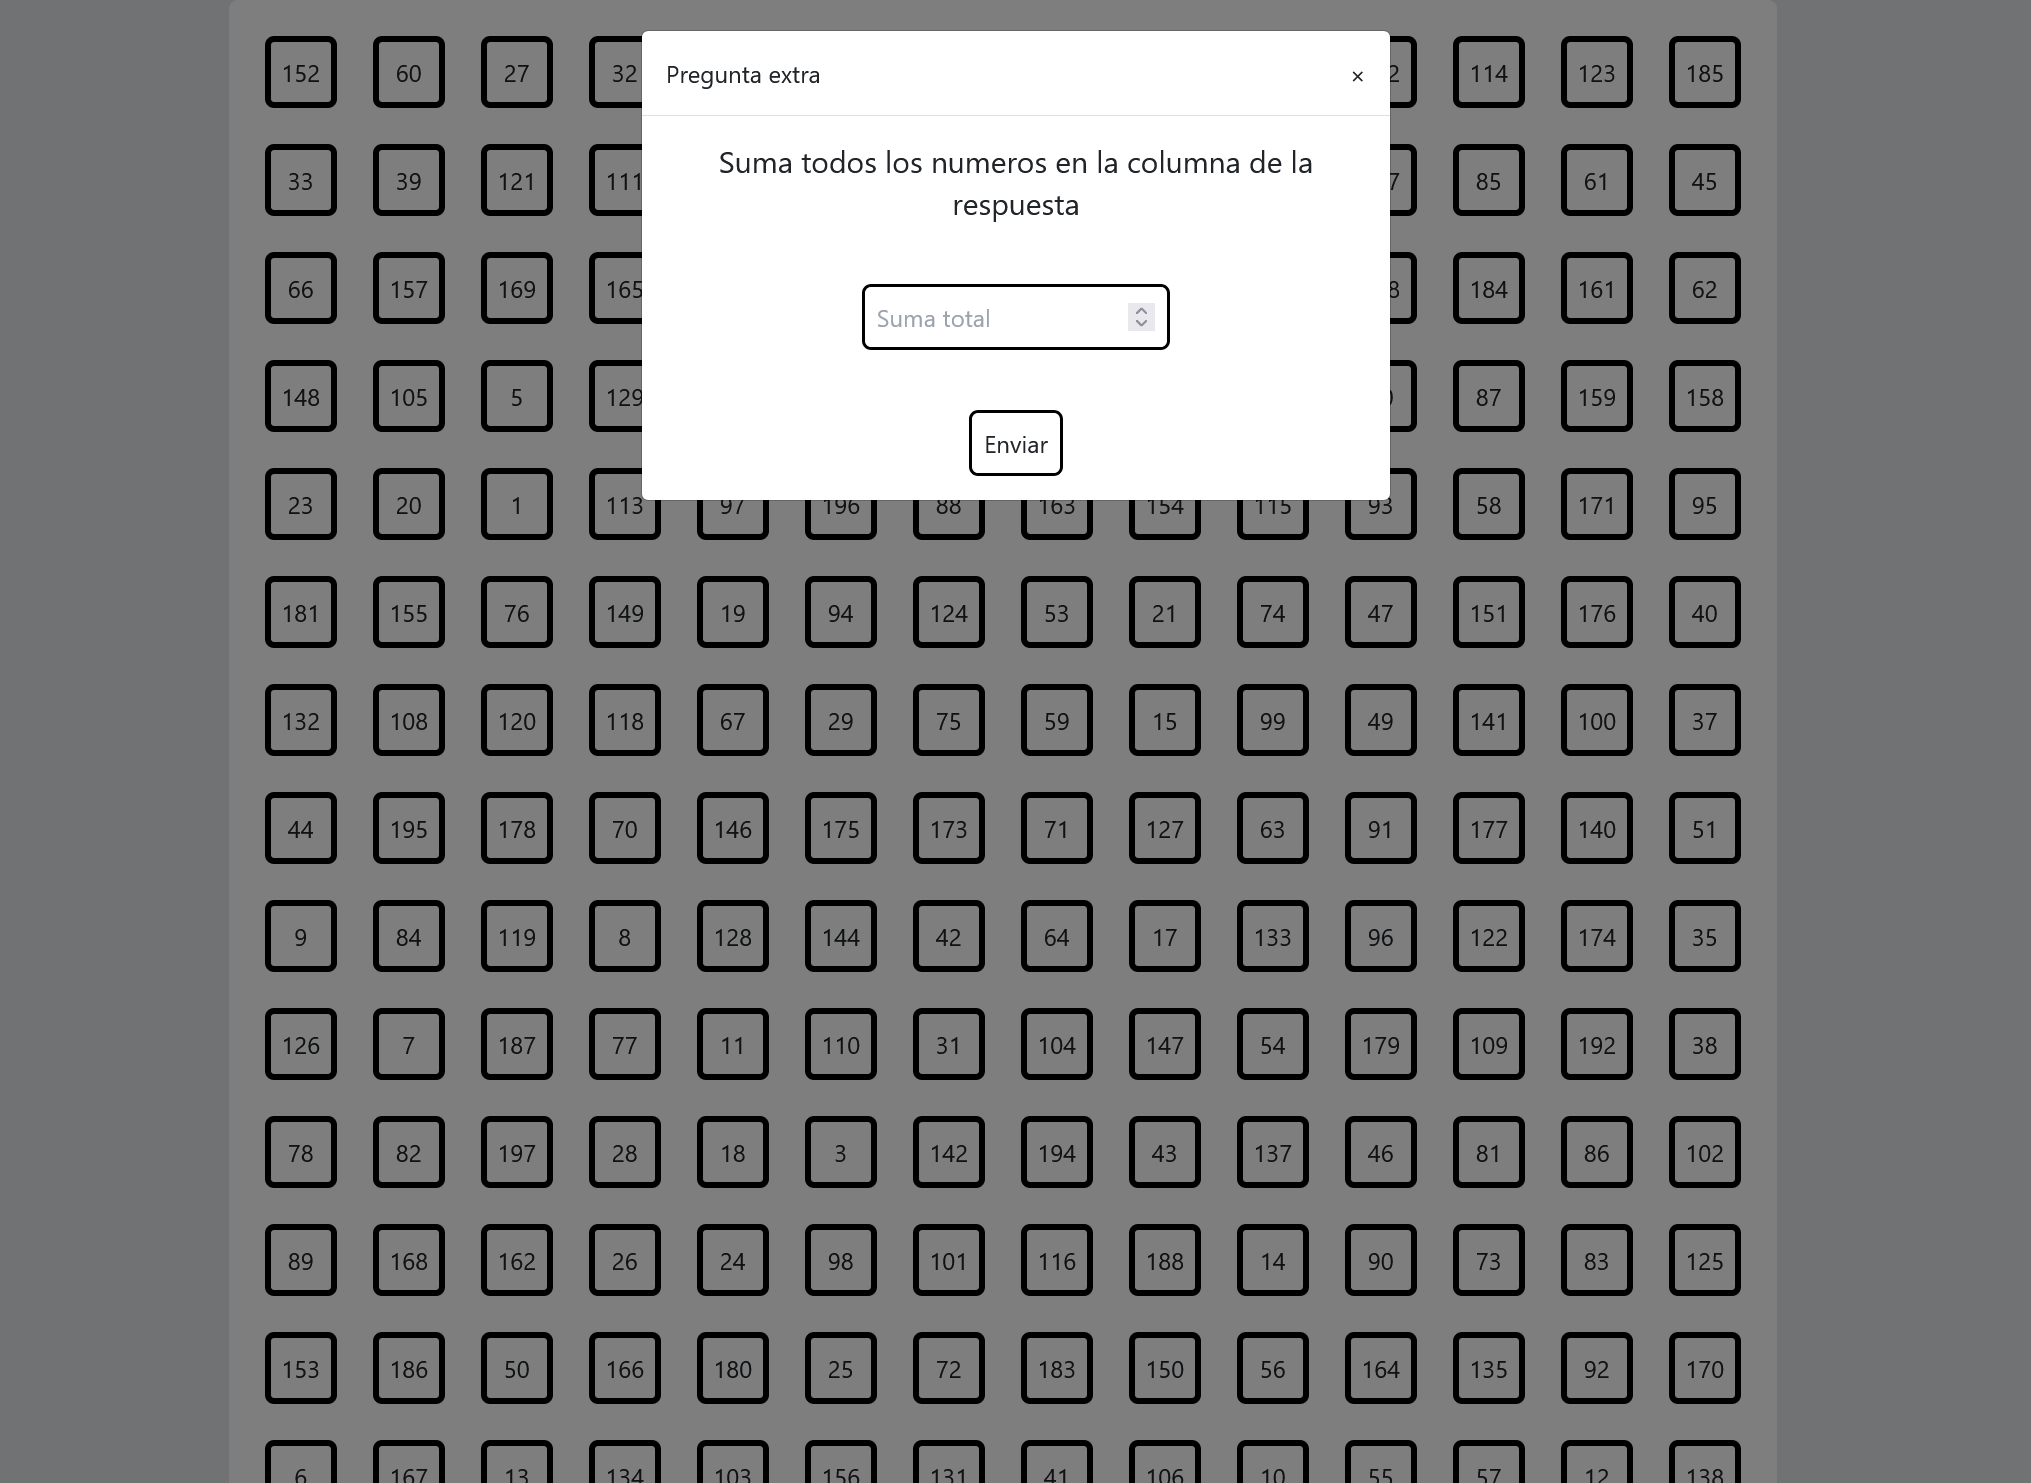 152 60 27 32 114 123 185
Pregunta extra ×
33 39 121 111 85 61 45
Suma todos los numeros en la columna de la
respuesta
66 157 169 165 184 161 62
Suma total
148 105 5 129 87 159 158
Enviar
23 20 1 113 97 196 88 163 154 115 93 58 171 95
181 155 76 149 19 94 124 53 21 74 47 151 176 40
132 108 120 118 67 29 75 59 15 99 49 141 100 37
44 195 178 70 146 175 173 71 127 63 91 177 140 51
9 84 119 8 128 144 42 64 17 133 96 122 174 35
126 7 187 77 11 110 31 104 147 54 179 109 192 38
78 82 197 28 18 3 142 194 43 137 46 81 86 102
89 168 162 26 24 98 101 116 188 14 90 73 83 125
153 186 50 166 180 25 72 183 150 56 164 135 92 170
6 167 13 134 103 156 131 41 106 10 55 57 12 138